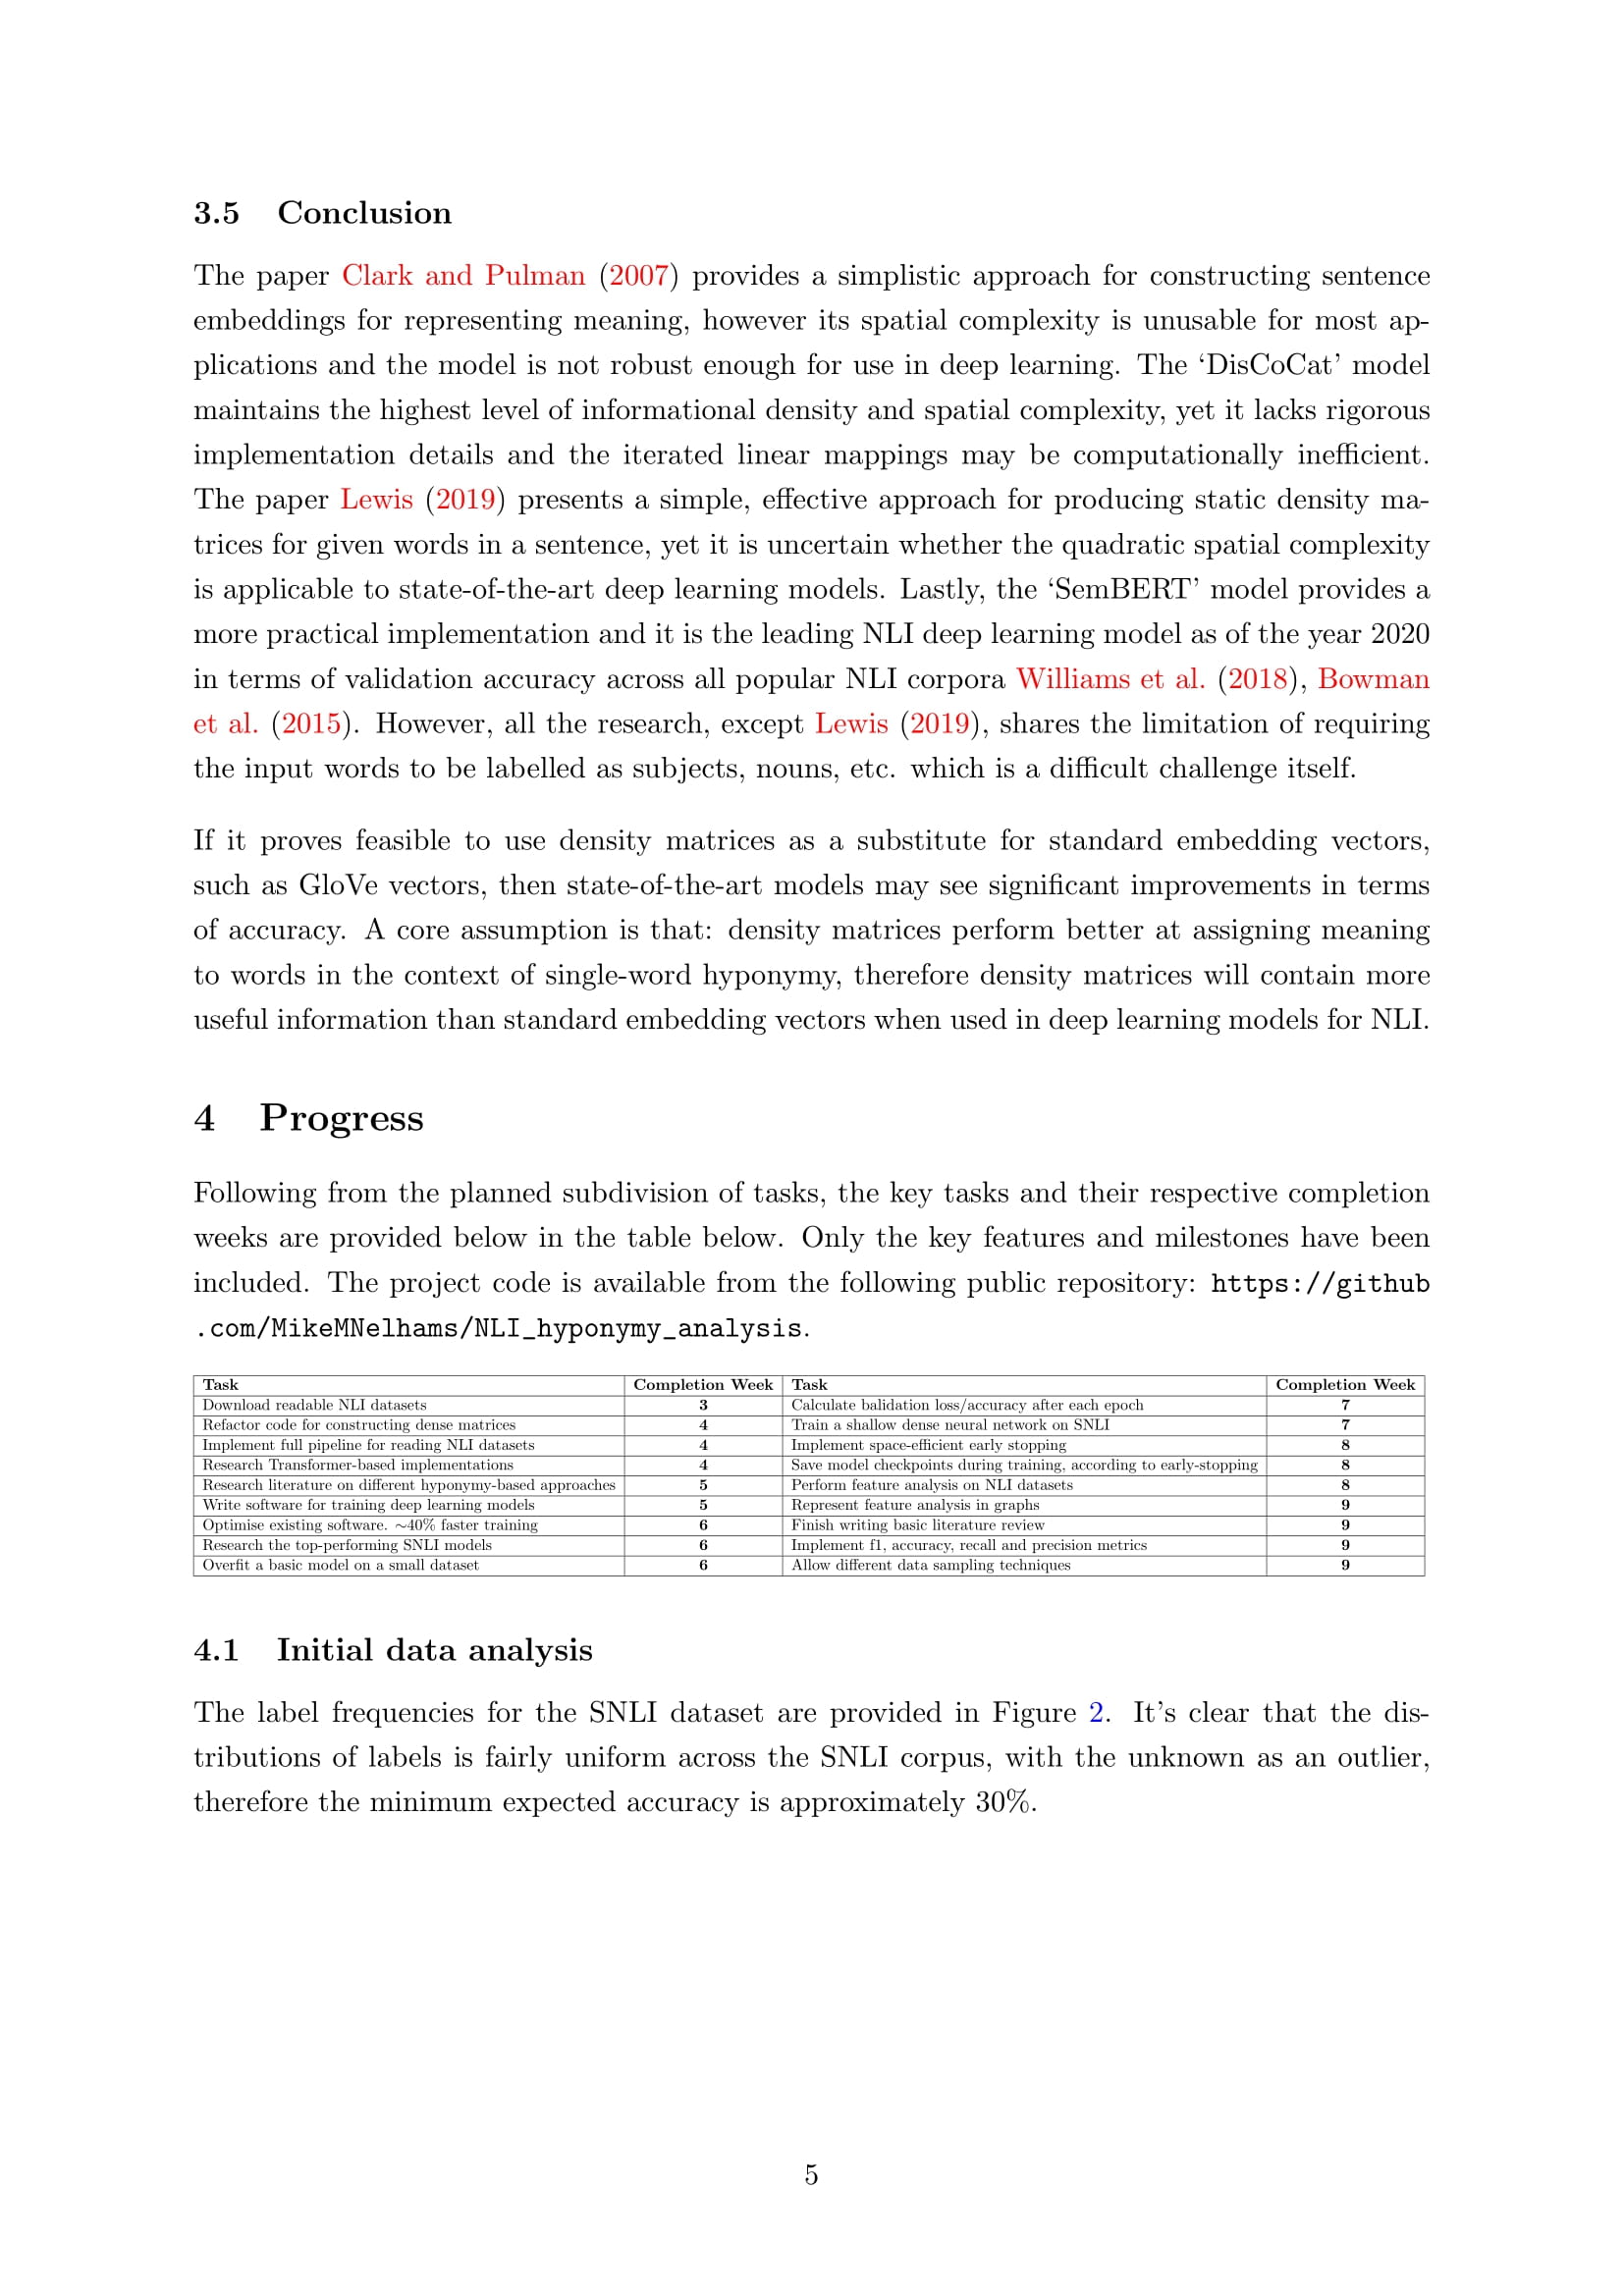 3.5 Conclusion
The paper Clark and Pulman (2007) provides a simplistic approach for constructing sentence
embeddings for representing meaning, however its spatial complexity is unusable for most ap-
plications and the model is not robust enough for use in deep learning. The ‘DisCoCat’ model
maintains the highest level of informational density and spatial complexity, yet it lacks rigorous
implementation details and the iterated linear mappings may be computationally inefficient.
The paper Lewis (2019) presents a simple, effective approach for producing static density ma-
trices for given words in a sentence, yet it is uncertain whether the quadratic spatial complexity
is applicable to state-of-the-art deep learning models. Lastly, the ‘SemBERT’ model provides a
more practical implementation and it is the leading NLI deep learning model as of the year 2020
in terms of validation accuracy across all popular NLI corpora Williams et al. (2018), Bowman
et al. (2015). However, all the research, except Lewis (2019), shares the limitation of requiring
the input words to be labelled as subjects, nouns, etc. which is a difficult challenge itself.
If it proves feasible to use density matrices as a substitute for standard embedding vectors,
such as GloVe vectors, then state-of-the-art models may see significant improvements in terms
of accuracy. A core assumption is that: density matrices perform better at assigning meaning
to words in the context of single-word hyponymy, therefore density matrices will contain more
useful information than standard embedding vectors when used in deep learning models for NLI.
4 Progress
Following from the planned subdivision of tasks, the key tasks and their respective completion
weeks are provided below in the table below. Only the key features and milestones have been
included. The project code is available from the following public repository: https://github
.com/MikeMNelhams/NLI_hyponymy_analysis.
Task Completion Week Task Completion Week
Download readable NLI datasets 3 Calculate balidation loss/accuracy after each epoch 7
Refactor code for constructing dense matrices 4 Train a shallow dense neural network on SNLI 7
Implement full pipeline for reading NLI datasets 4 Implement space-efficient early stopping 8
Research Transformer-based implementations 4 Save model checkpoints during training, according to early-stopping 8
Research literature on different hyponymy-based approaches 5 Perform feature analysis on NLI datasets 8
Write software for training deep learning models 5 Represent feature analysis in graphs 9
Optimise existing software. ~40% faster training 6 Finish writing basic literature review 9
Research the top-performing SNLI models 6 Implement f1, accuracy, recall and precision metrics 9
Overfit a basic model on a small dataset 6 Allow different data sampling techniques 9
4.1 Initial data analysis
The label frequencies for the SNLI dataset are provided in Figure 2. It’s clear that the dis-
tributions of labels is fairly uniform across the SNLI corpus, with the unknown as an outlier,
therefore the minimum expected accuracy is approximately 30%.
5